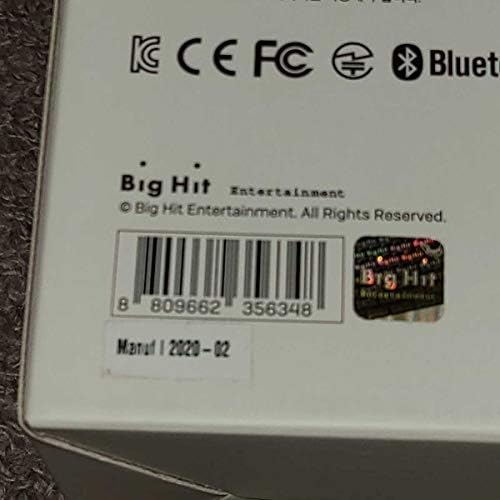 KC CE FC Bluet
Big Hit Entertainment
© Big Hit Entertainment. All Rights Reserved.
Big Hit
Entertainment
8 809662 356348
Manuf | 2020-02